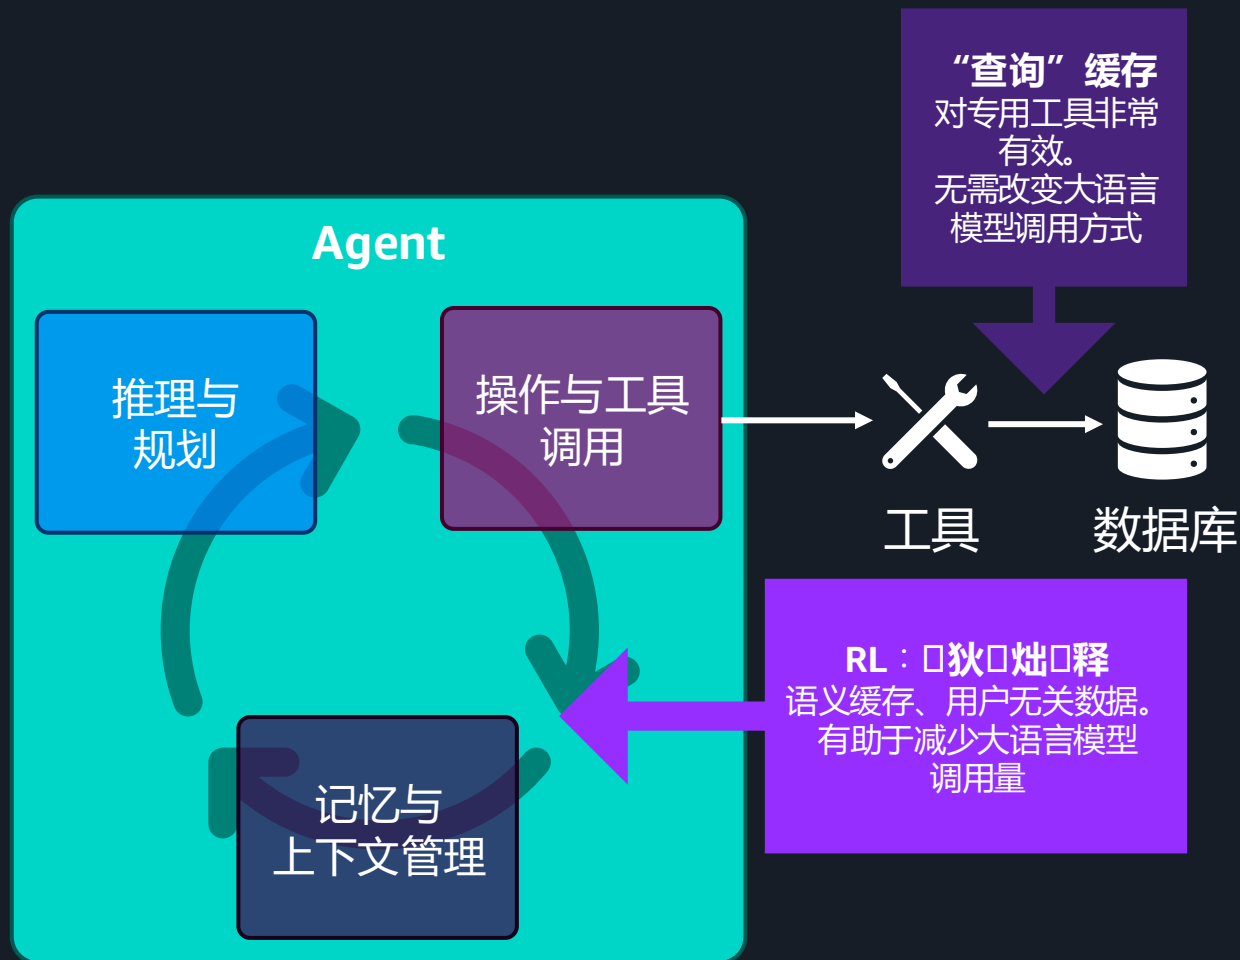 “查询”缓存
对专用工具非常
有效。
无需改变大语言
模型调用方式
Agent
推理与
规划
操作与工具
调用
工具
数据库
RL：狄灿释
语义缓存、用户无关数据。
有助于减少大语言模型
调用量
记忆与
上下文管理